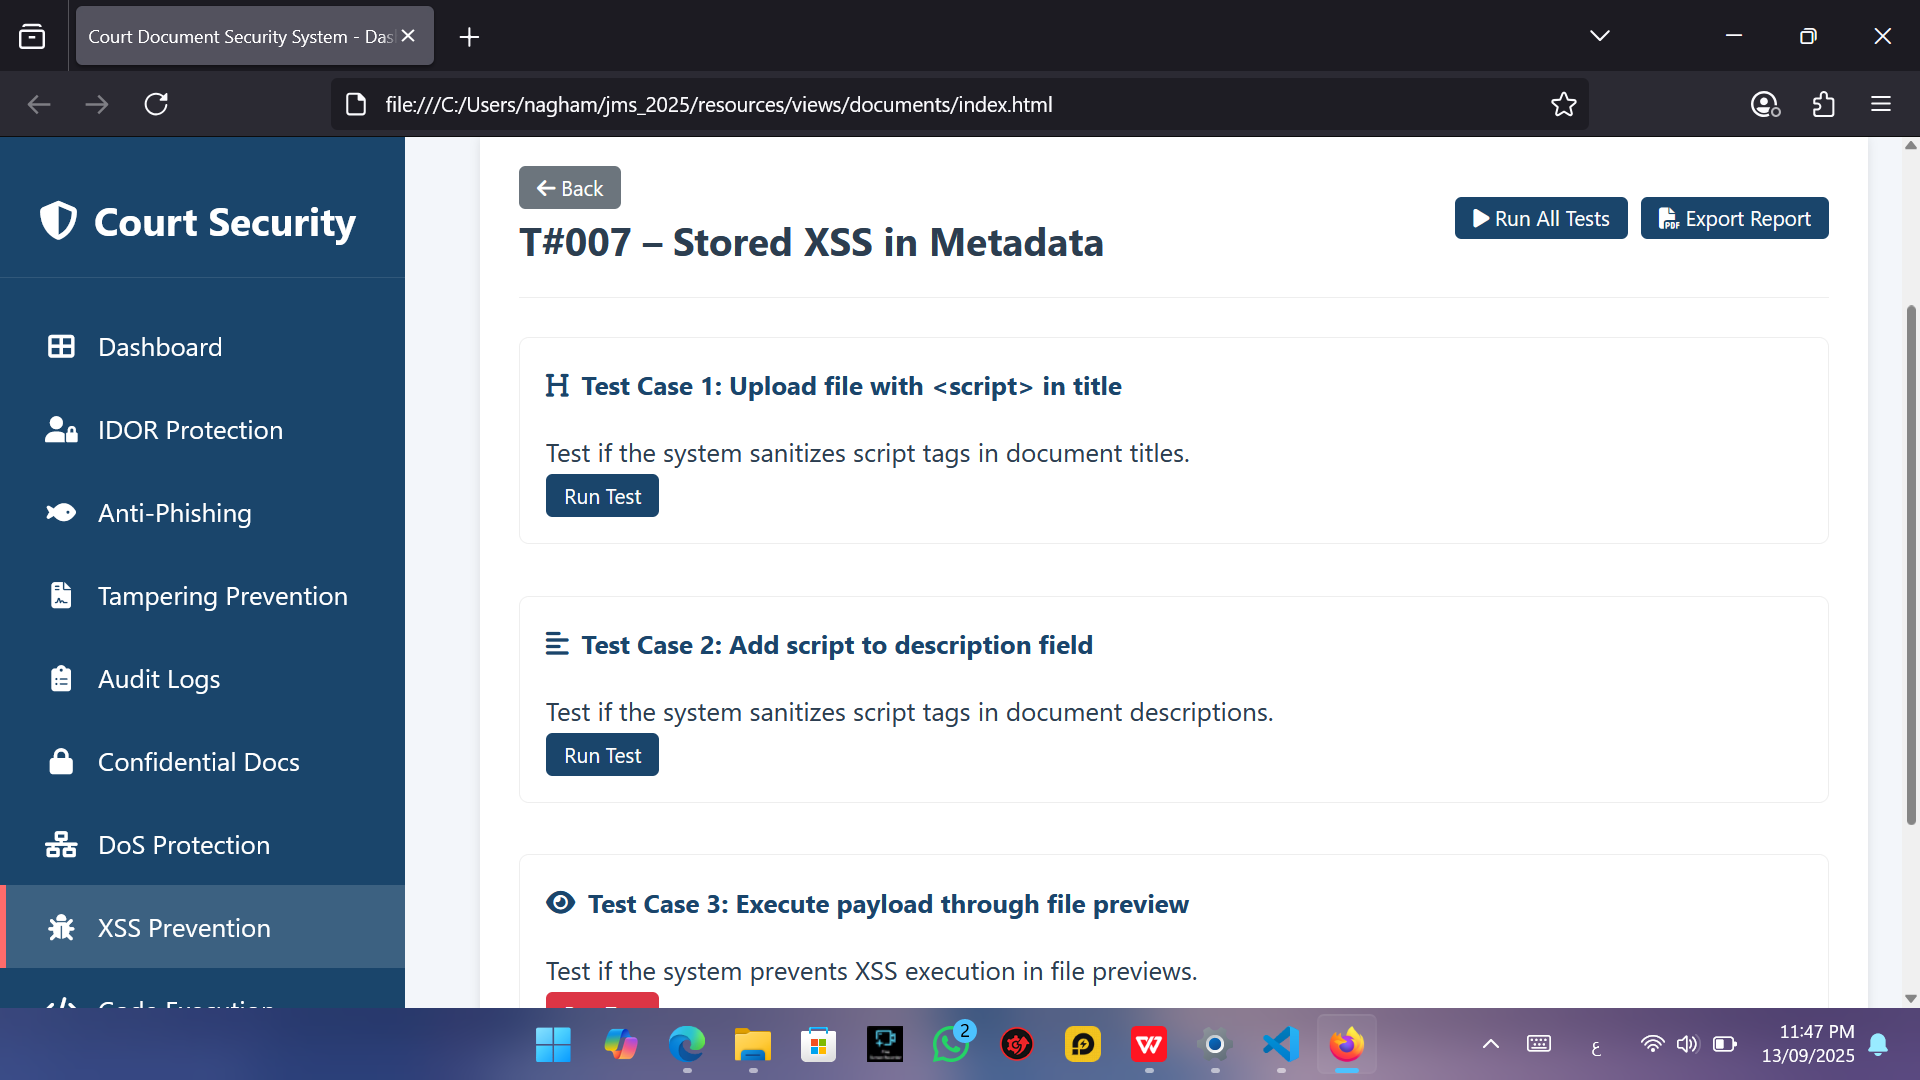 Court Document Security System - Das
file:///C:/Users/nagham/jms_2025/resources/views/documents/index.html
Court Security
Dashboard
IDOR Protection
Anti-Phishing
Tampering Prevention
Audit Logs
Confidential Docs
DoS Protection
XSS Prevention
Code Execution
Back
T#007 – Stored XSS in Metadata
Run All Tests
PDF Export Report
Test Case 1: Upload file with <script> in title
Test if the system sanitizes script tags in document titles.
Run Test
Test Case 2: Add script to description field
Test if the system sanitizes script tags in document descriptions.
Run Test
Test Case 3: Execute payload through file preview
Test if the system prevents XSS execution in file previews.
2
ع
11:47 PM
13/09/2025